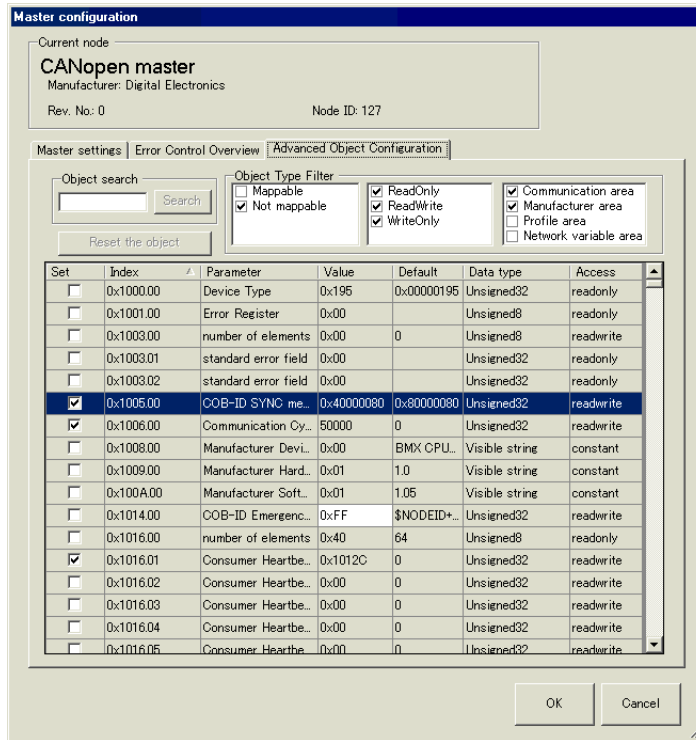 Master configuration
Current node
CANopen master
Manufacturer: Digital Electronics
Rev. No.: 0 Node ID: 127
Master settings Error Control Overview Advanced Object Configuration
Object search
Search
Reset the object
Object Type Filter
Mappable
Not mappable
ReadOnly
ReadWrite
WriteOnly
Communication area
Manufacturer area
Profile area
Network variable area
Set Index Parameter Value Default Data type Access
0x1000.00 Device Type 0x195 0x00000195 Unsigned32 readonly
0x1001.00 Error Register 0x00 Unsigned8 readonly
0x1003.00 number of elements 0x00 0 Unsigned8 readwrite
0x1003.01 standard error field 0x00 Unsigned32 readonly
0x1003.02 standard error field 0x00 Unsigned32 readonly
0x1005.00 COB-ID SYNC me... 0x40000080 0x80000080 Unsigned32 readwrite
0x1006.00 Communication Cy... 50000 0 Unsigned32 readwrite
0x1008.00 Manufacturer Devi... 0x00 BMX CPU... Visible string constant
0x1009.00 Manufacturer Hard... 0x01 1.0 Visible string constant
0x100A.00 Manufacturer Soft... 0x01 1.05 Visible string constant
0x1014.00 COB-ID Emergenc... 0xFF $NODEID+... Unsigned32 readwrite
0x1016.00 number of elements 0x40 64 Unsigned8 readonly
0x1016.01 Consumer Heartbe... 0x1012C 0 Unsigned32 readwrite
0x1016.02 Consumer Heartbe... 0x00 0 Unsigned32 readwrite
0x1016.03 Consumer Heartbe... 0x00 0 Unsigned32 readwrite
0x1016.04 Consumer Heartbe... 0x00 0 Unsigned32 readwrite
0x1016.05 Consumer Heartbe... 0x00 0 Unsigned32 readwrite
OK Cancel